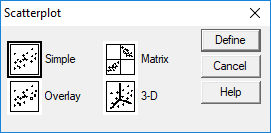 Scatterplot
Simple
Matrix
Define
Cancel
Overlay
3-D
Help